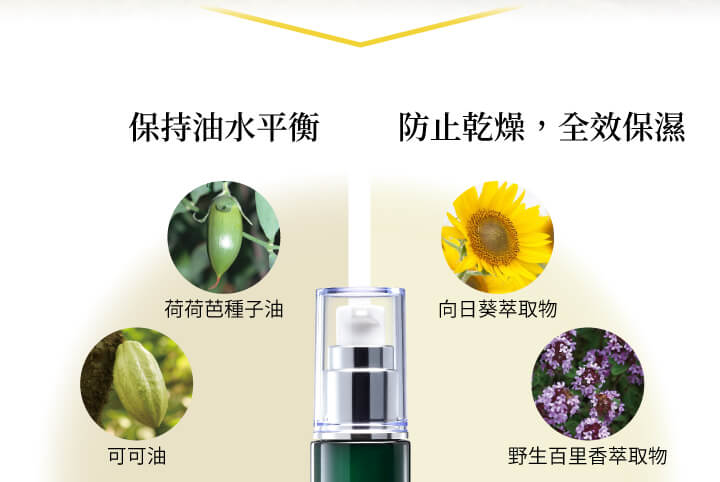 保持油水平衡
防止乾燥，全效保濕
荷荷芭種子油
向日葵萃取物
可可油
野生百里香萃取物